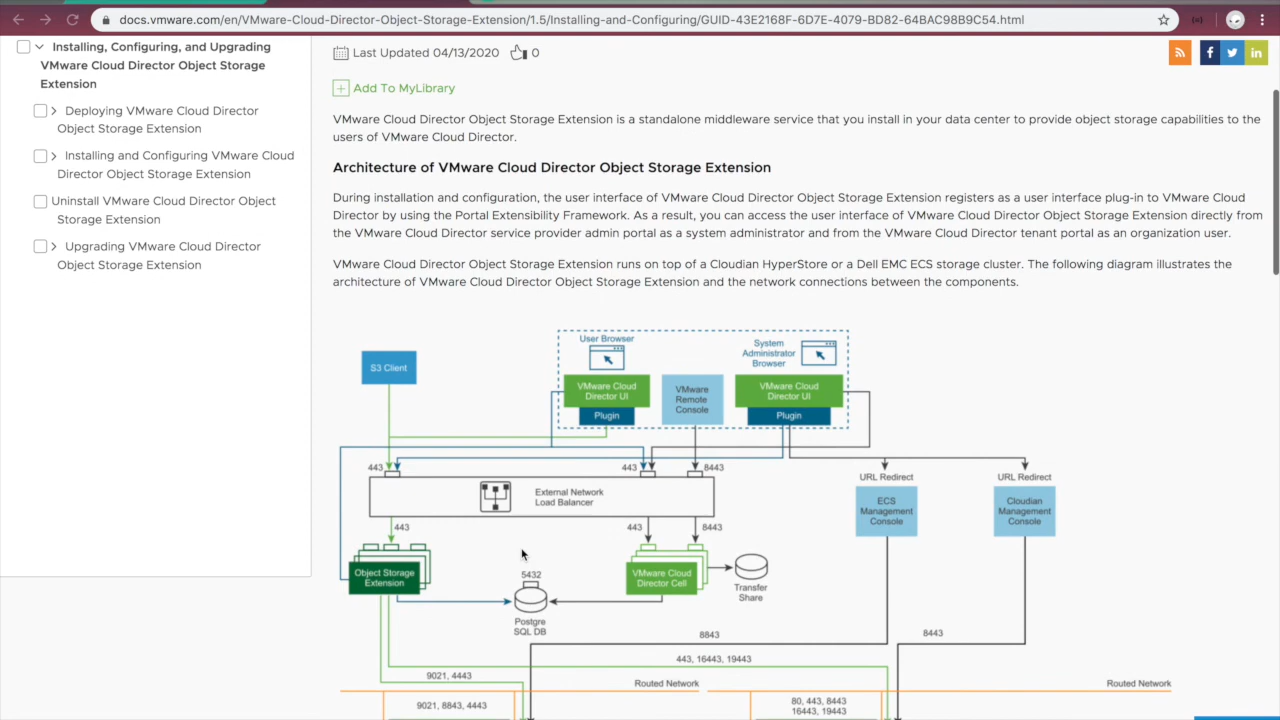 docs.vmware.com/en/VMware-Cloud-Director-Object-Storage-Extension/1.5/Installing-and-Configuring/GUID-43E2168F-6D7E-4079-BD82-64BAC98B9C54.html
Installing, Configuring, and Upgrading
VMware Cloud Director Object Storage
Extension
Deploying VMware Cloud Director
Object Storage Extension
Installing and Configuring VMware Cloud
Director Object Storage Extension
Uninstall VMware Cloud Director Object
Storage Extension
Upgrading VMware Cloud Director
Object Storage Extension
Last Updated 04/13/2020 0
Add To MyLibrary
VMware Cloud Director Object Storage Extension is a standalone middleware service that you install in your data center to provide object storage capabilities to the
users of VMware Cloud Director.
Architecture of VMware Cloud Director Object Storage Extension
During installation and configuration, the user interface of VMware Cloud Director Object Storage Extension registers as a user interface plug-in to VMware Cloud
Director by using the Portal Extensibility Framework. As a result, you can access the user interface of VMware Cloud Director Object Storage Extension directly from
the VMware Cloud Director service provider admin portal as a system administrator and from the VMware Cloud Director tenant portal as an organization user.
VMware Cloud Director Object Storage Extension runs on top of a Cloudian HyperStore or a Dell EMC ECS storage cluster. The following diagram illustrates the
architecture of VMware Cloud Director Object Storage Extension and the network connections between the components.
S3 Client
User Browser
VMware Cloud
Director UI
Plugin
VMware
Remote
Console
System
Administrator
Browser
VMware Cloud
Director UI
Plugin
443
443
8443
External Network
Load Balancer
URL Redirect
ECS
Management
Console
URL Redirect
Cloudian
Management
Console
443
443
8443
Object Storage
Extension
5432
Postgre
SQL DB
VMware Cloud
Director Cell
Transfer
Share
8843
8443
443, 16443, 19443
9021, 4443
Routed Network
Routed Network
9021, 8843, 4443
80, 443, 8443
16443, 19443